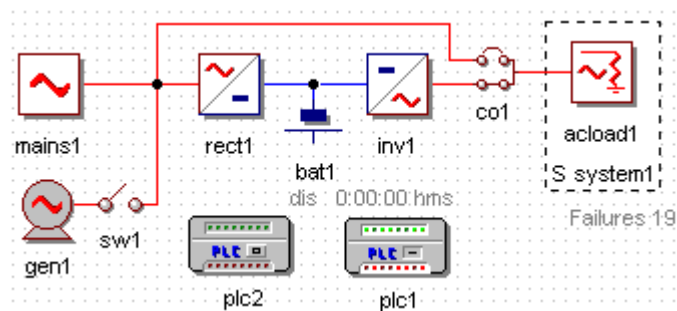 mains1
rect1
bat1
inv1
co1
acload1
S system1
dis 0:00:00 hms
Failures 19
gen1
sw1
PLC
plc2
PLC
plc1